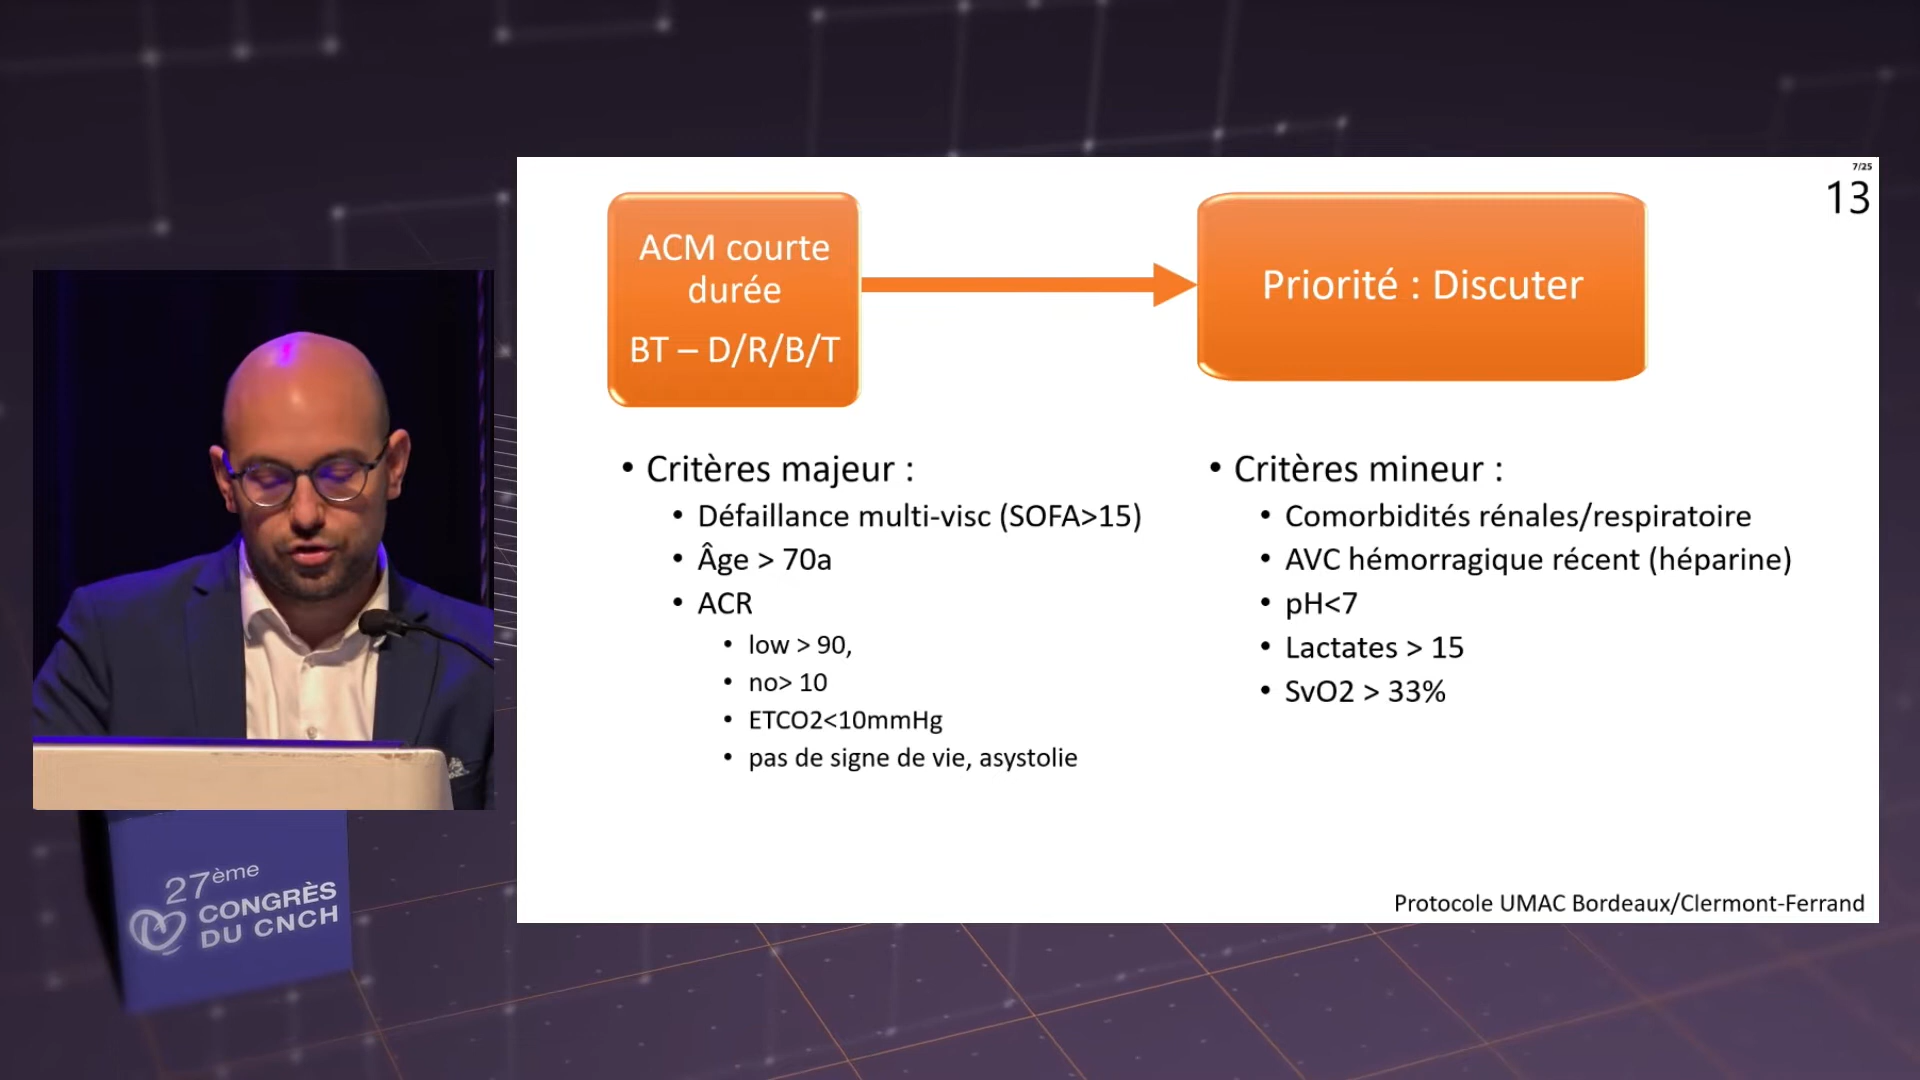 7/25
13
ACM courte
durée
BT – D/R/B/T
Priorité : Discuter
• Critères majeur :
• Défaillance multi-visc (SOFA>15)
• Âge > 70a
• ACR
• low > 90,
• no> 10
• ETCO2<10mmHg
• pas de signe de vie, asystolie
• Critères mineur :
• Comorbidités rénales/respiratoire
• AVC hémorragique récent (héparine)
• pH<7
• Lactates > 15
• SvO2 > 33%
Protocole UMAC Bordeaux/Clermont-Ferrand
27ème
CONGRÈS
DU CNCH